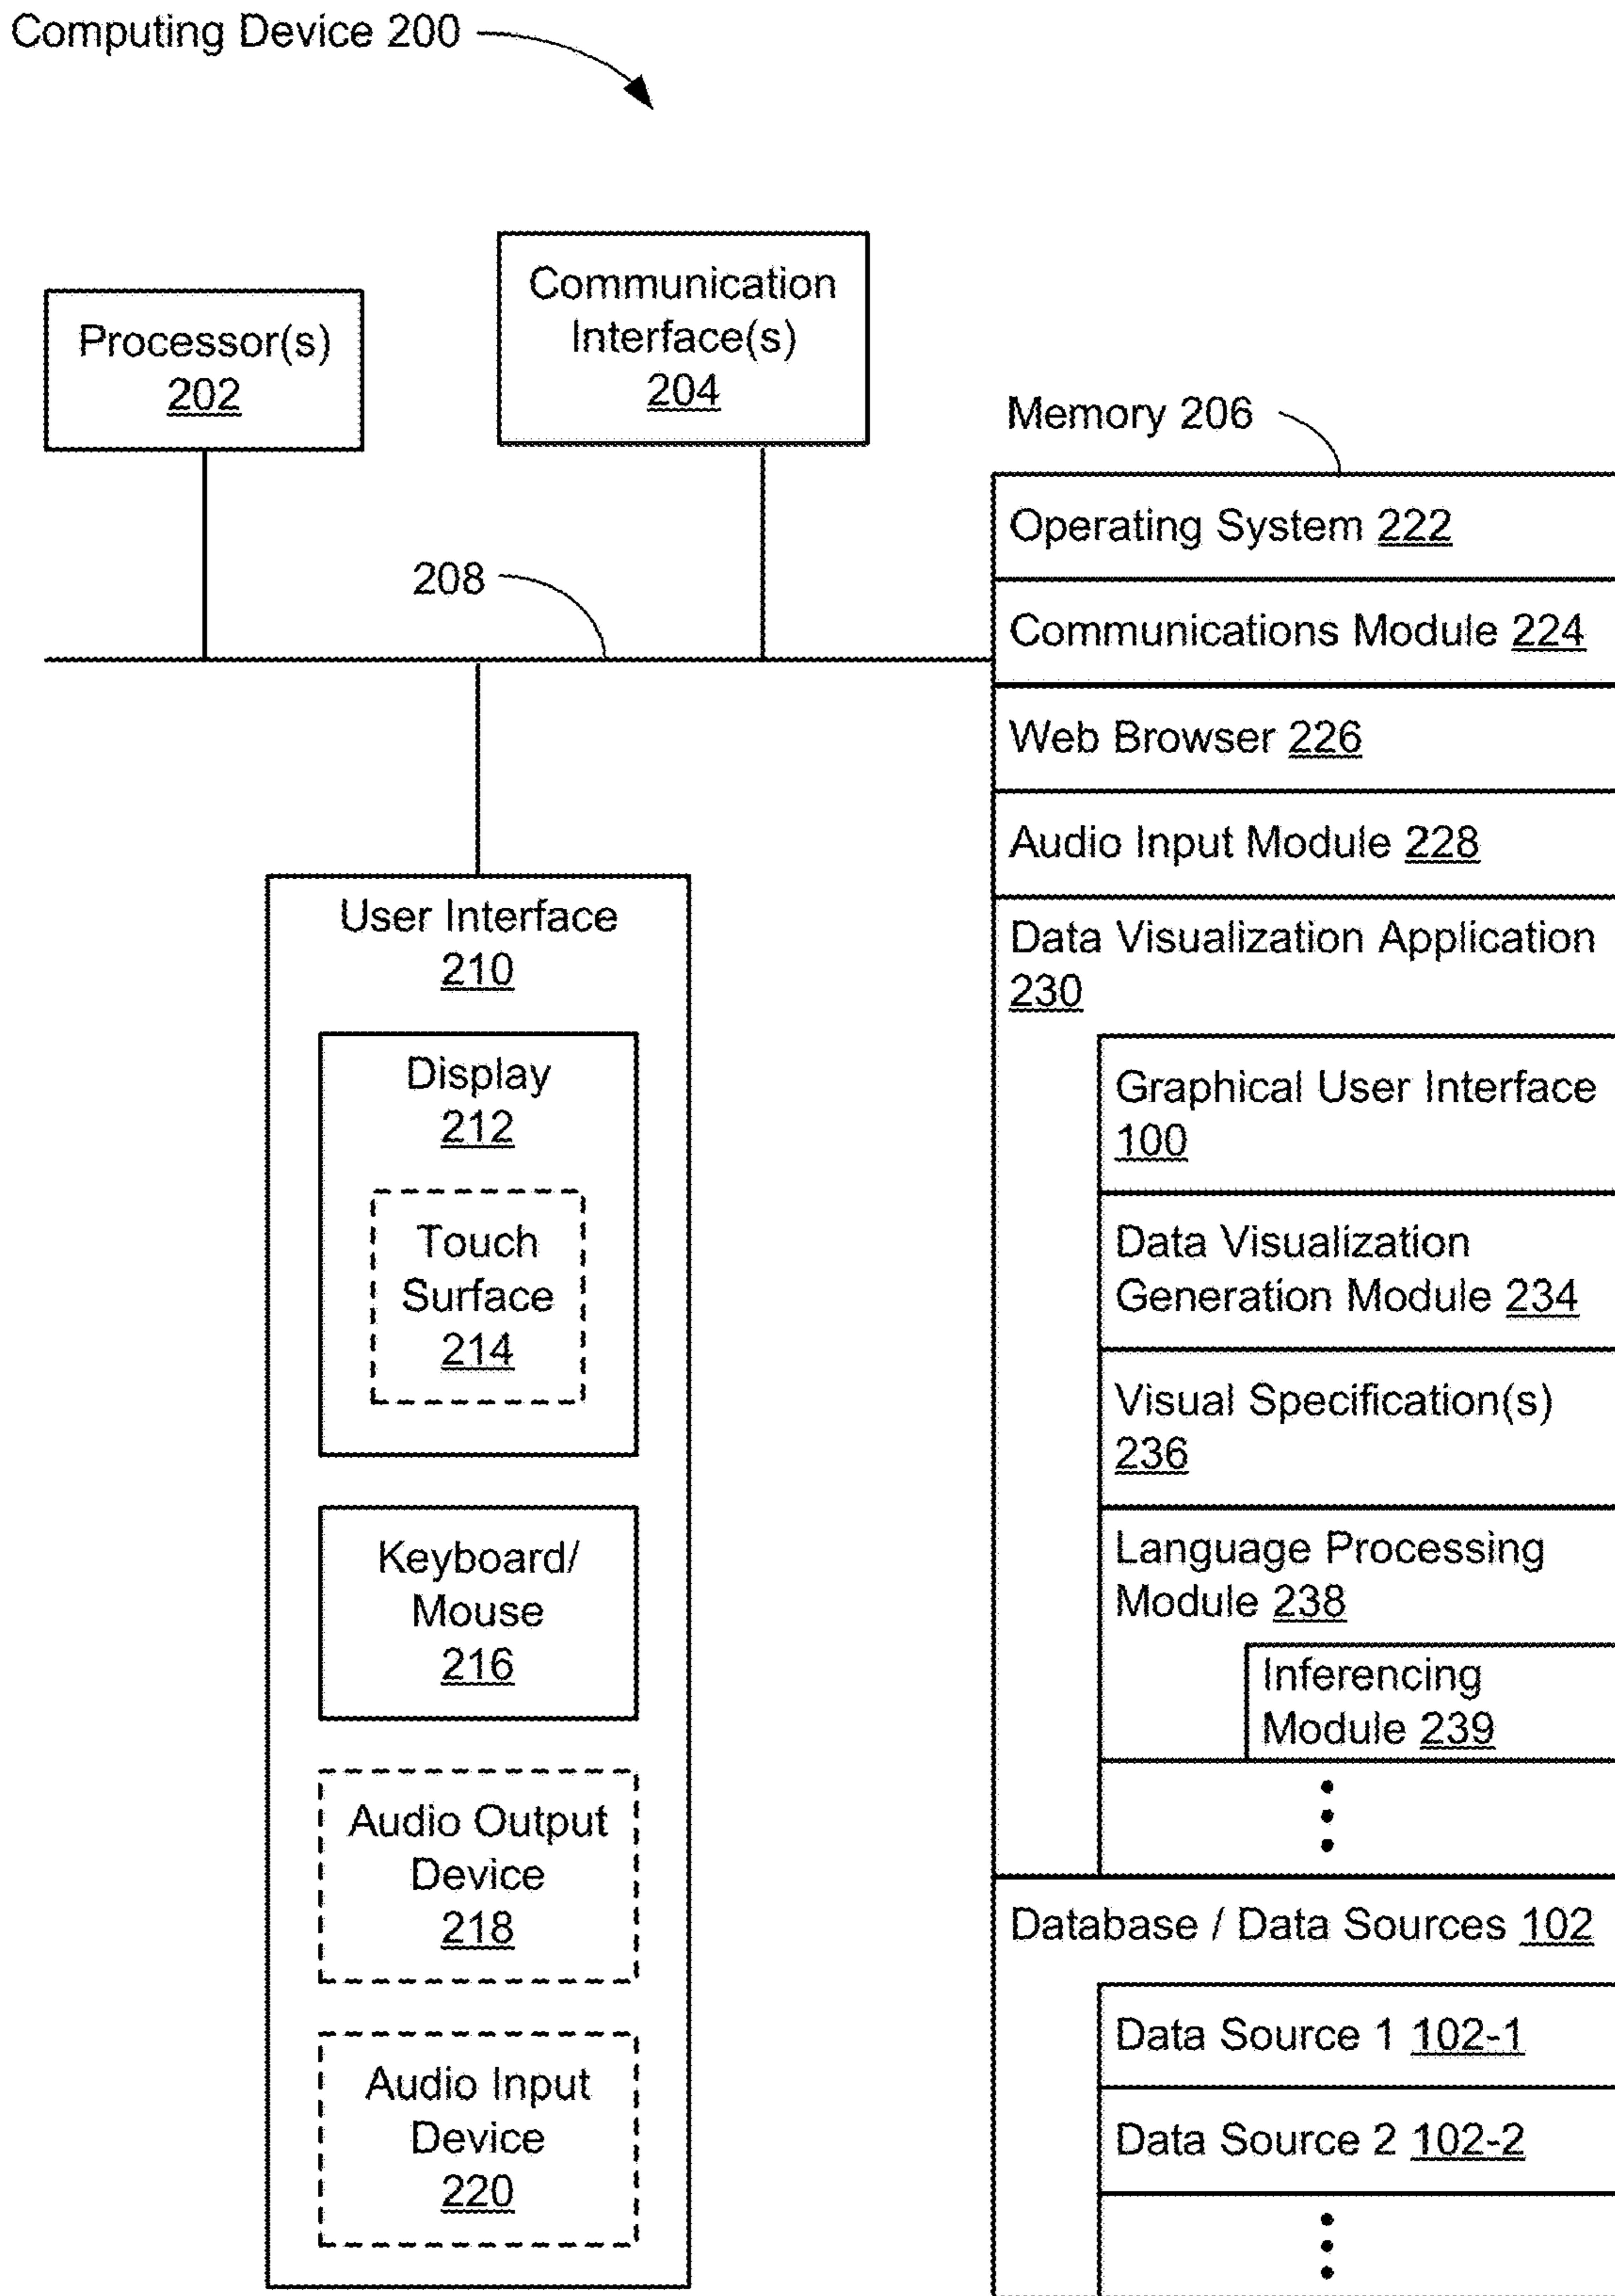 Computing Device 200
Processor(s)
202
Communication
Interface(s)
204
208
User Interface
210
Display
212
Touch
Surface
214
Keyboard/
Mouse
216
Audio Output
Device
218
Audio Input
Device
220
Memory 206
Operating System 222
Communications Module 224
Web Browser 226
Audio Input Module 228
Data Visualization Application
230
Graphical User Interface
100
Data Visualization
Generation Module 234
Visual Specification(s)
236
Language Processing
Module 238
Inferencing
Module 239
Database / Data Sources 102
Data Source 1 102-1
Data Source 2 102-2